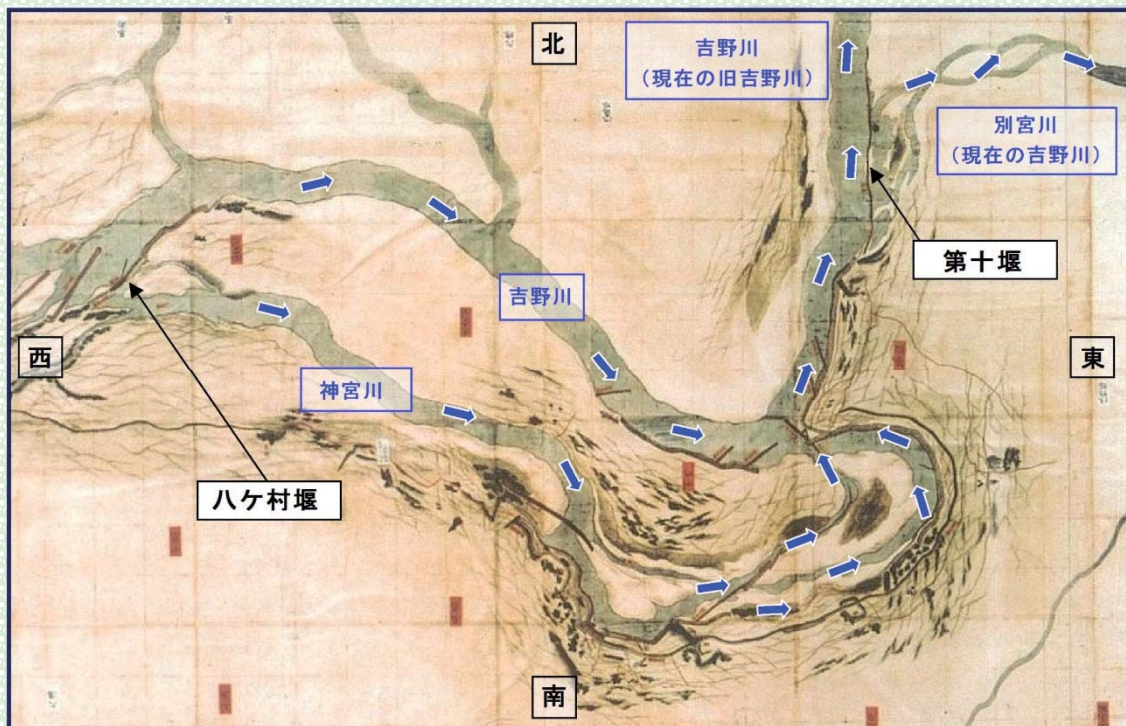 北
吉野川
（現在の旧吉野川）
別宮川
（現在の吉野川）
第十堰
吉野川
西
東
神宮川
八ケ村堰
南